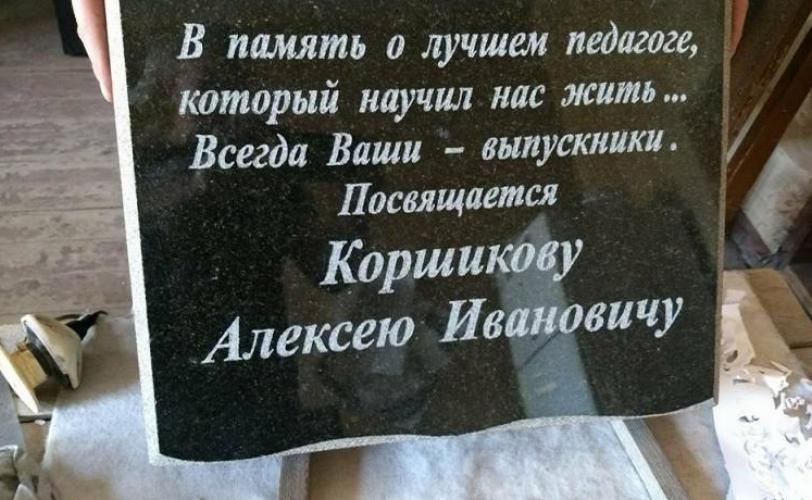 В память о лучшем педагоге,
который научил нас жить...
Всегда Ваши – выпускники.
Посвящается
Коршикову
Алексею Ивановичу